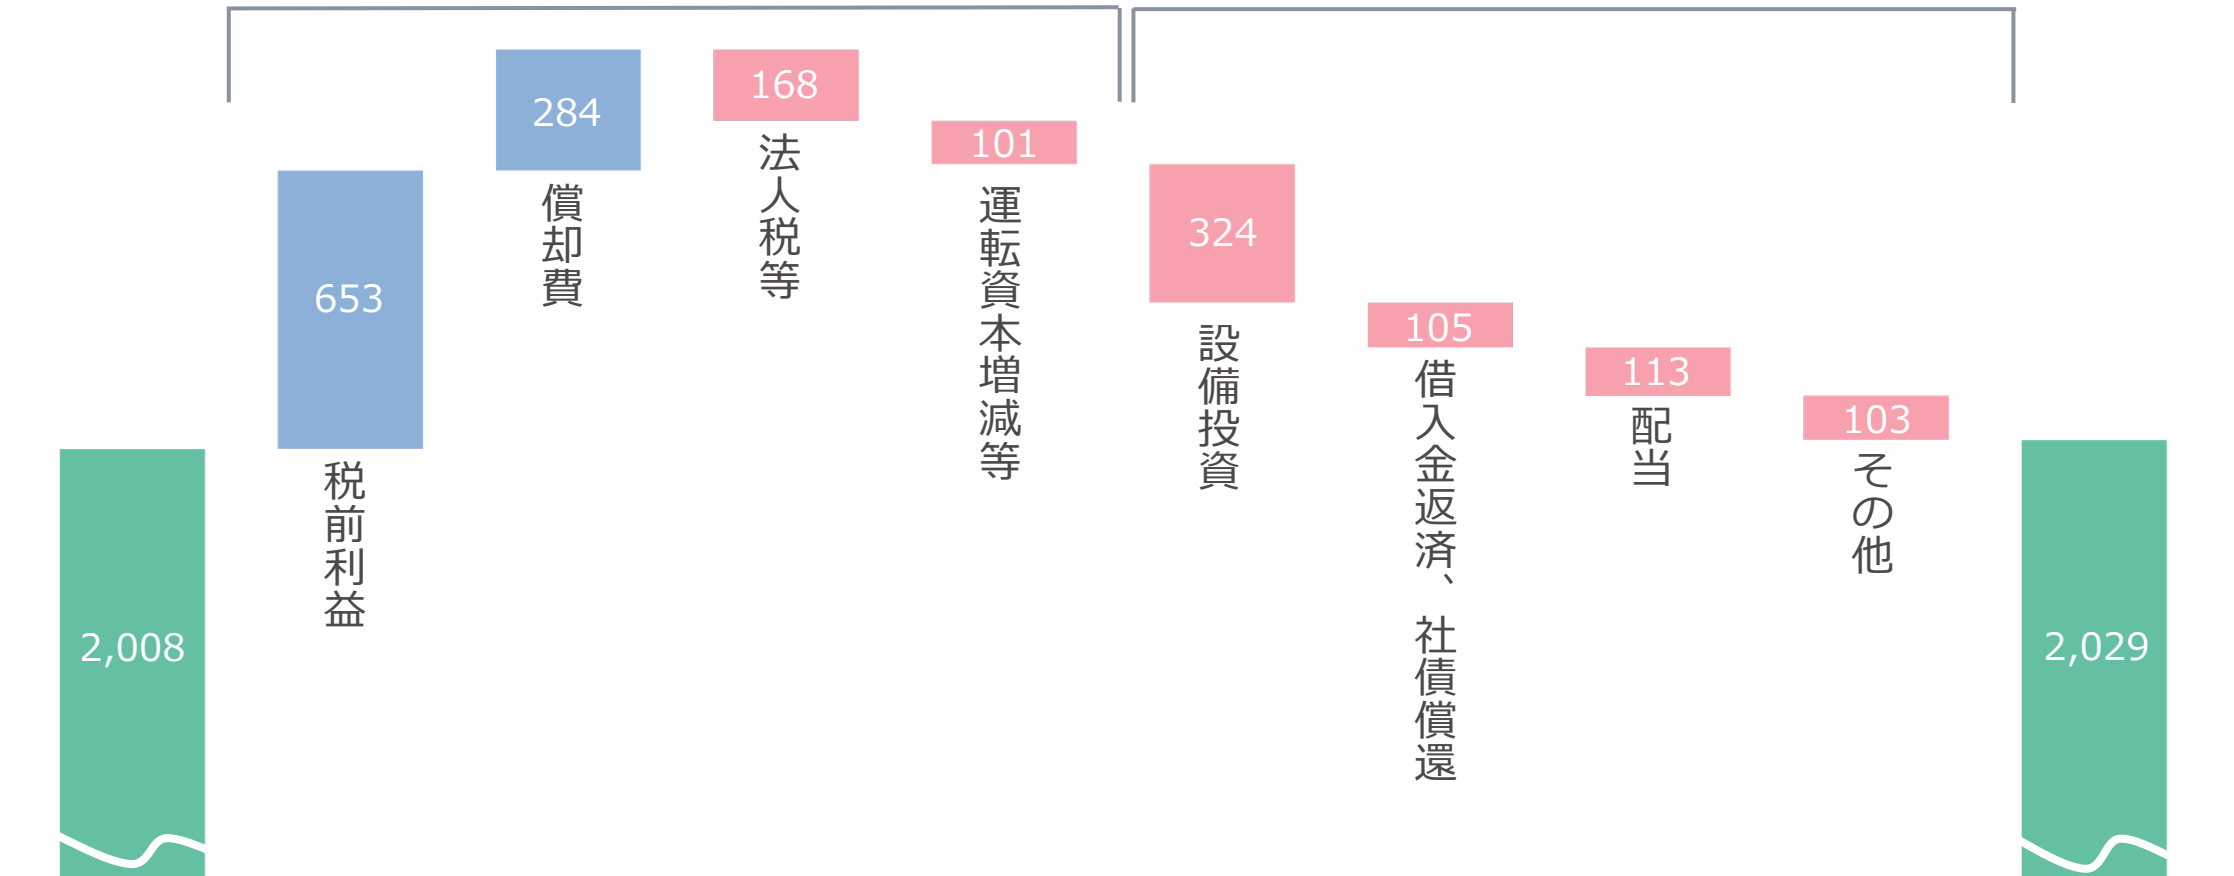 2,008
653
税前利益
284
償却費
168
法人税等
101
運転資本増減等
324
設備投資
105
借入金返済、社債償還
113
配当
103
その他
2,029